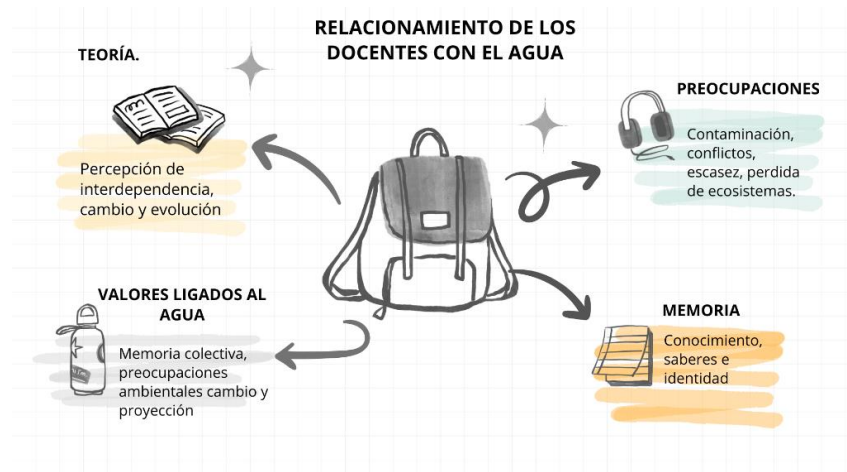 RELACIONAMIENTO DE LOS
DOCENTES CON EL AGUA
TEORÍA.
Percepción de
interdependencia,
cambio y evolución
PREOCUPACIONES
Contaminación,
conflictos,
escasez, perdida
de ecosistemas.
VALORES LIGADOS AL
AGUA
Memoria colectiva,
preocupaciones
ambientales cambio y
proyección
MEMORIA
Conocimiento,
saberes e
identidad